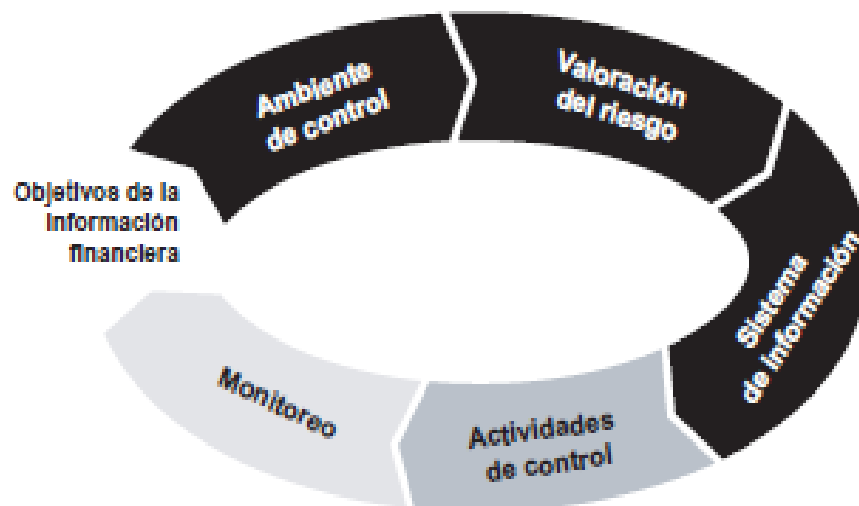 Ambiente
de control
Valoración
del riesgo
Sistema
de información
Actividades
de control
Monitoreo
Objetivos de la
información
financiera